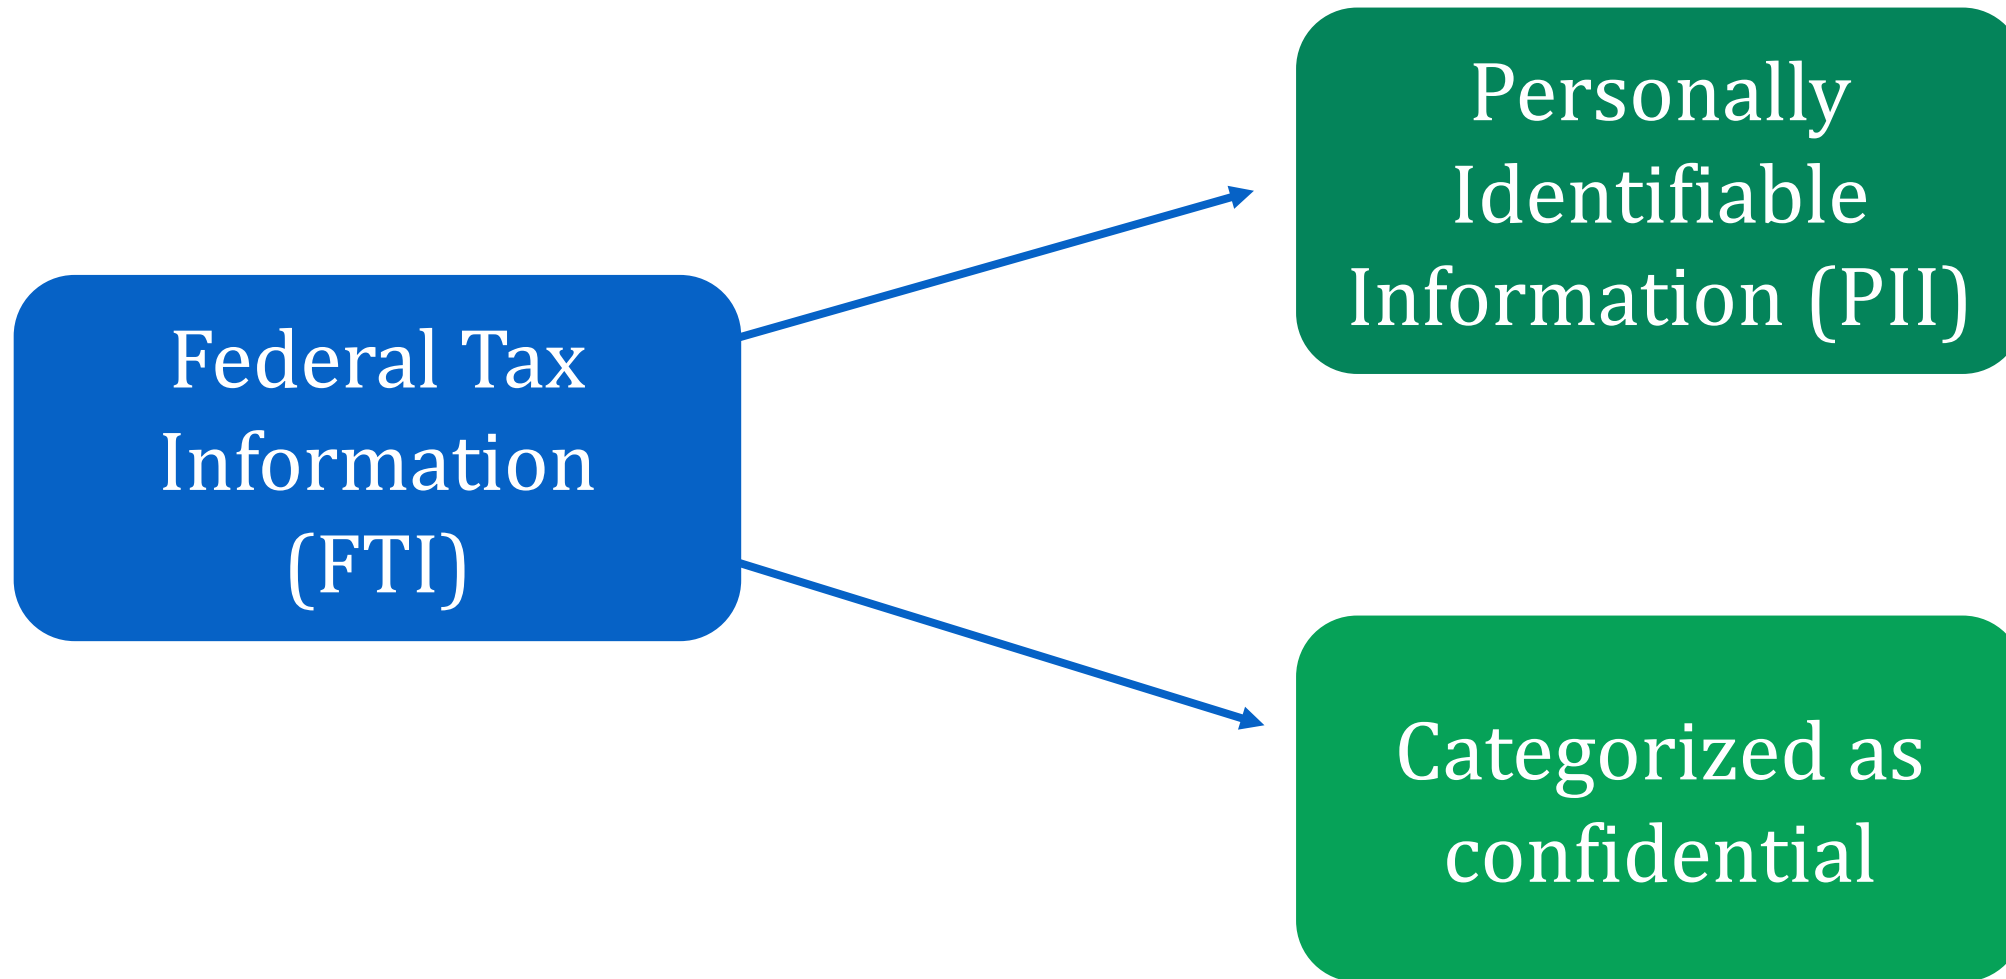 Federal Tax
Information
(FTI)
Personally
Identifiable
Information (PII)
Categorized as
confidential